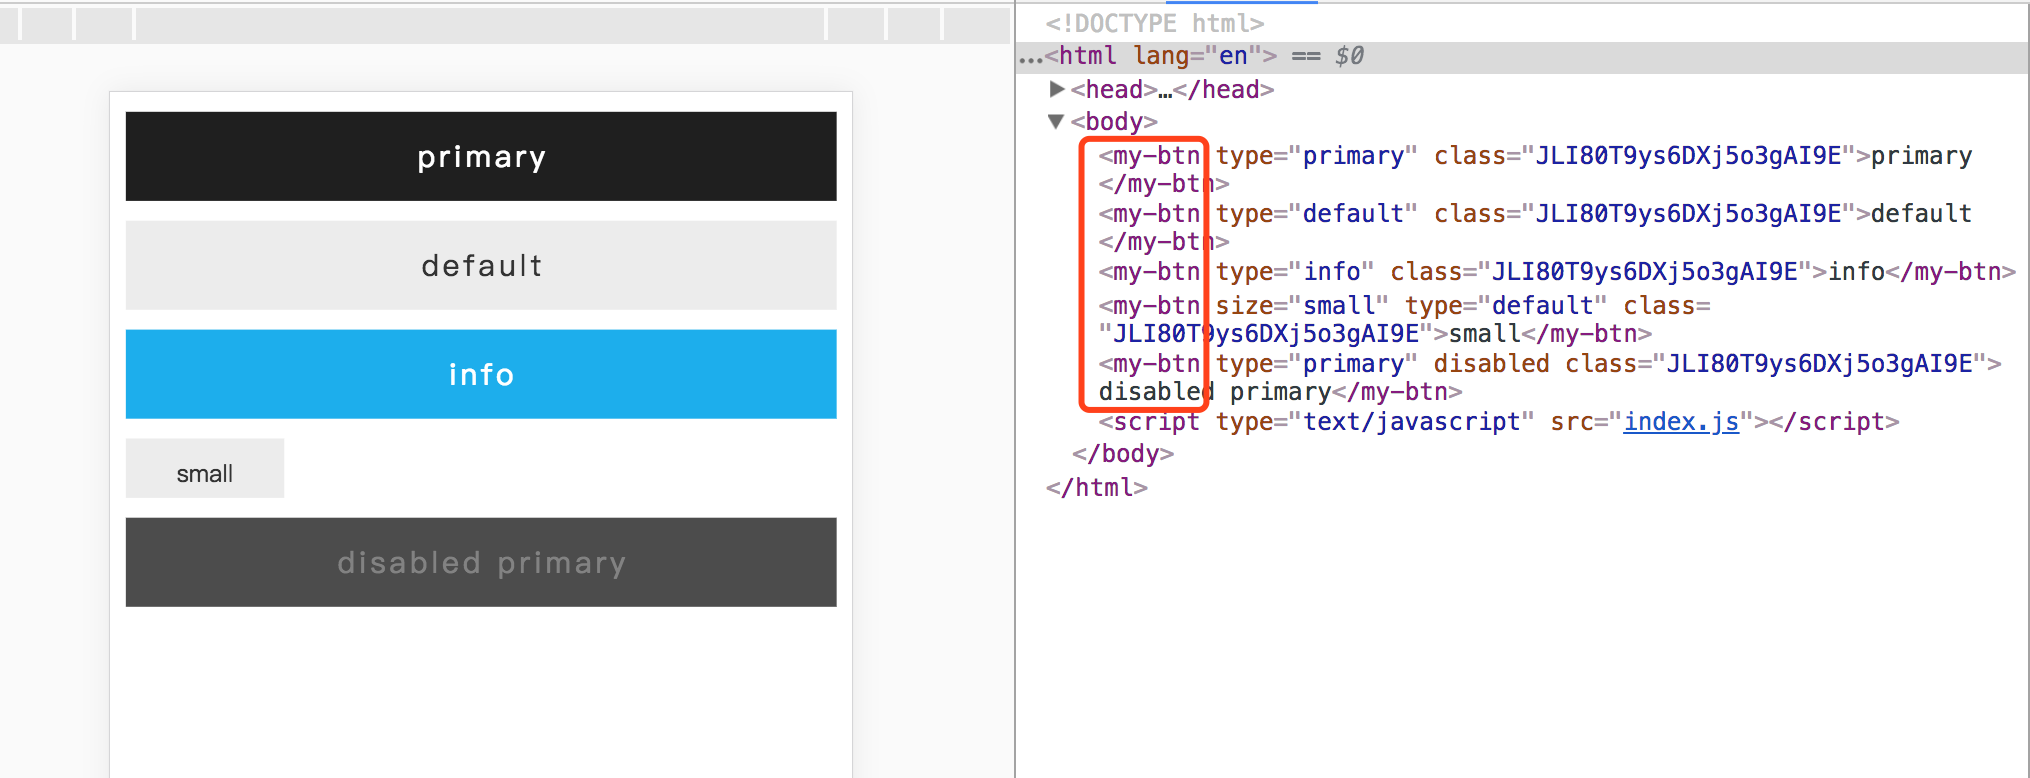 primary
default
info
small
disabled primary
<!DOCTYPE html>
…<html lang="en"> == $0
▶<head>…</head>
▼<body>
<my-btn type="primary" class="JLI80T9ys6DXj5o3gAI9E">primary
</my-btn>
<my-btn type="default" class="JLI80T9ys6DXj5o3gAI9E">default
</my-btn>
<my-btn type="info" class="JLI80T9ys6DXj5o3gAI9E">info</my-btn>
<my-btn size="small" type="default" class=
"JLI80T9ys6DXj5o3gAI9E">small</my-btn>
<my-btn type="primary" disabled class="JLI80T9ys6DXj5o3gAI9E">
disabled primary</my-btn>
<script type="text/javascript" src="index.js"></script>
</body>
</html>